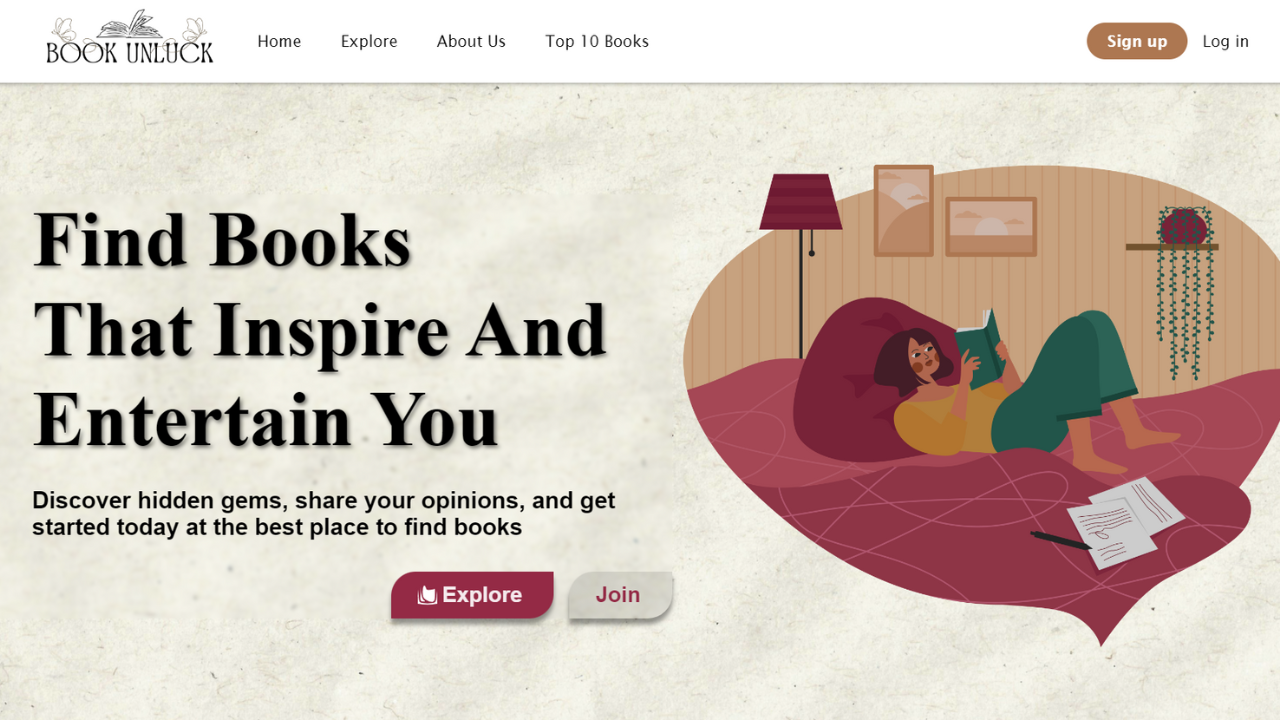 BOOK UNLUCK
Home Explore About Us Top 10 Books
Sign up Log in
Find Books
That Inspire And
Entertain You
Discover hidden gems, share your opinions, and get
started today at the best place to find books
Explore Join